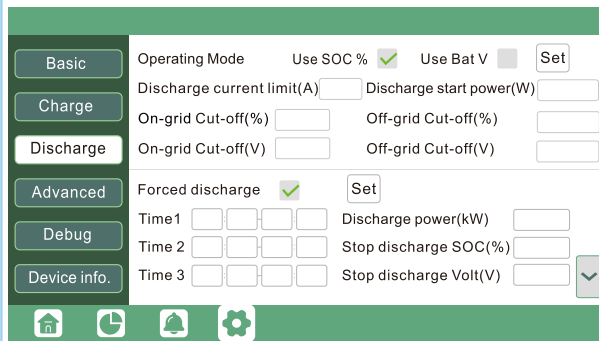 Basic
Charge
Discharge
Advanced
Debug
Device info.
Operating Mode Use SOC % Use Bat V Set
Discharge current limit(A) Discharge start power(W)
On-grid Cut-off(%) Off-grid Cut-off(%)
On-grid Cut-off(V) Off-grid Cut-off(V)
Forced discharge Set
Time1 : - : Discharge power(kW)
Time 2 : - : Stop discharge SOC(%)
Time 3 : - : Stop discharge Volt(V)